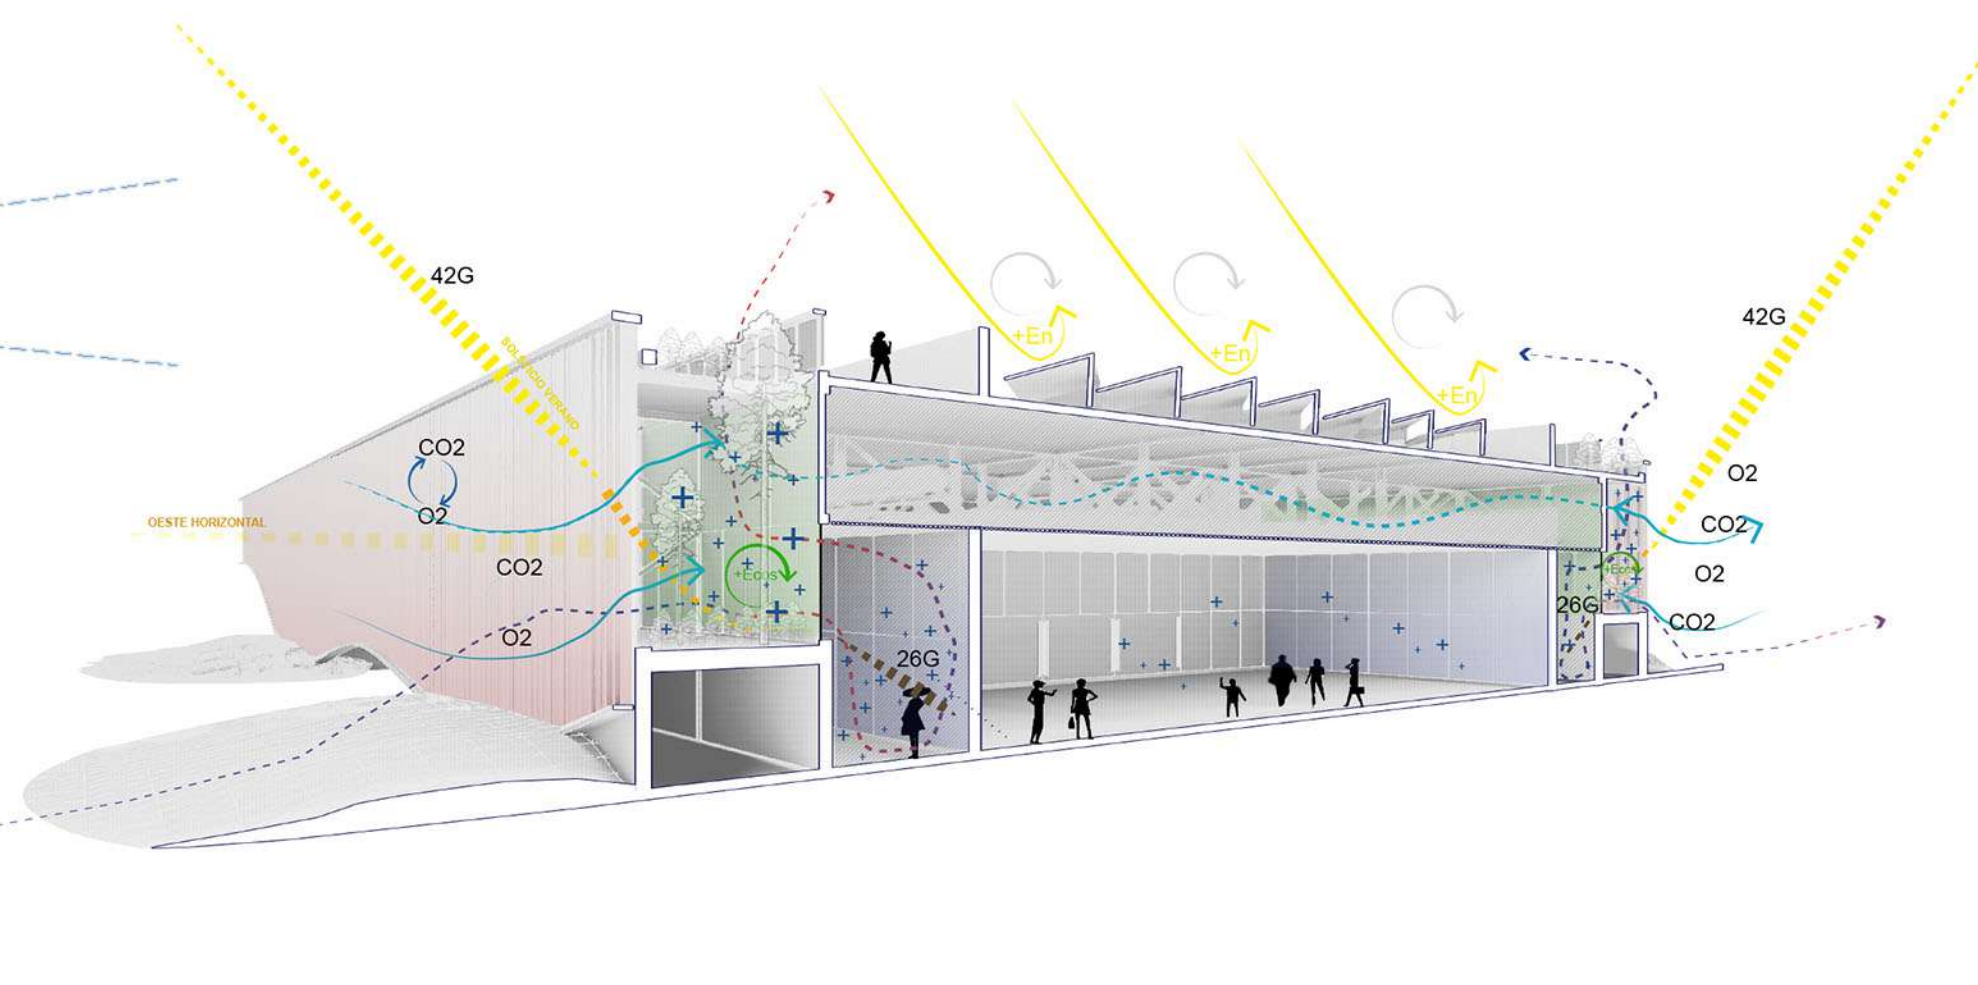 42G
42G
+En
+En
+En
SOLSTICIO VERANO
CO2
O2
O2
CO2
OESTE HORIZONTAL
CO2
+Ecos
+Ecos
O2
26G
CO2
O2
26G